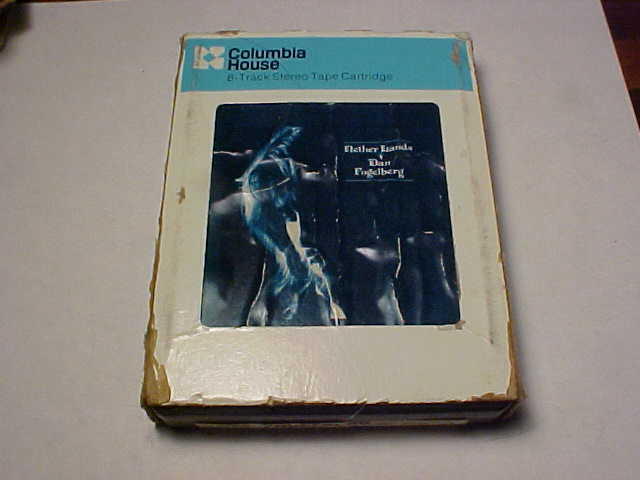 Columbia
House
8-Track Stereo Tape Cartridge
Nether Lands
Dan
Fogelberg